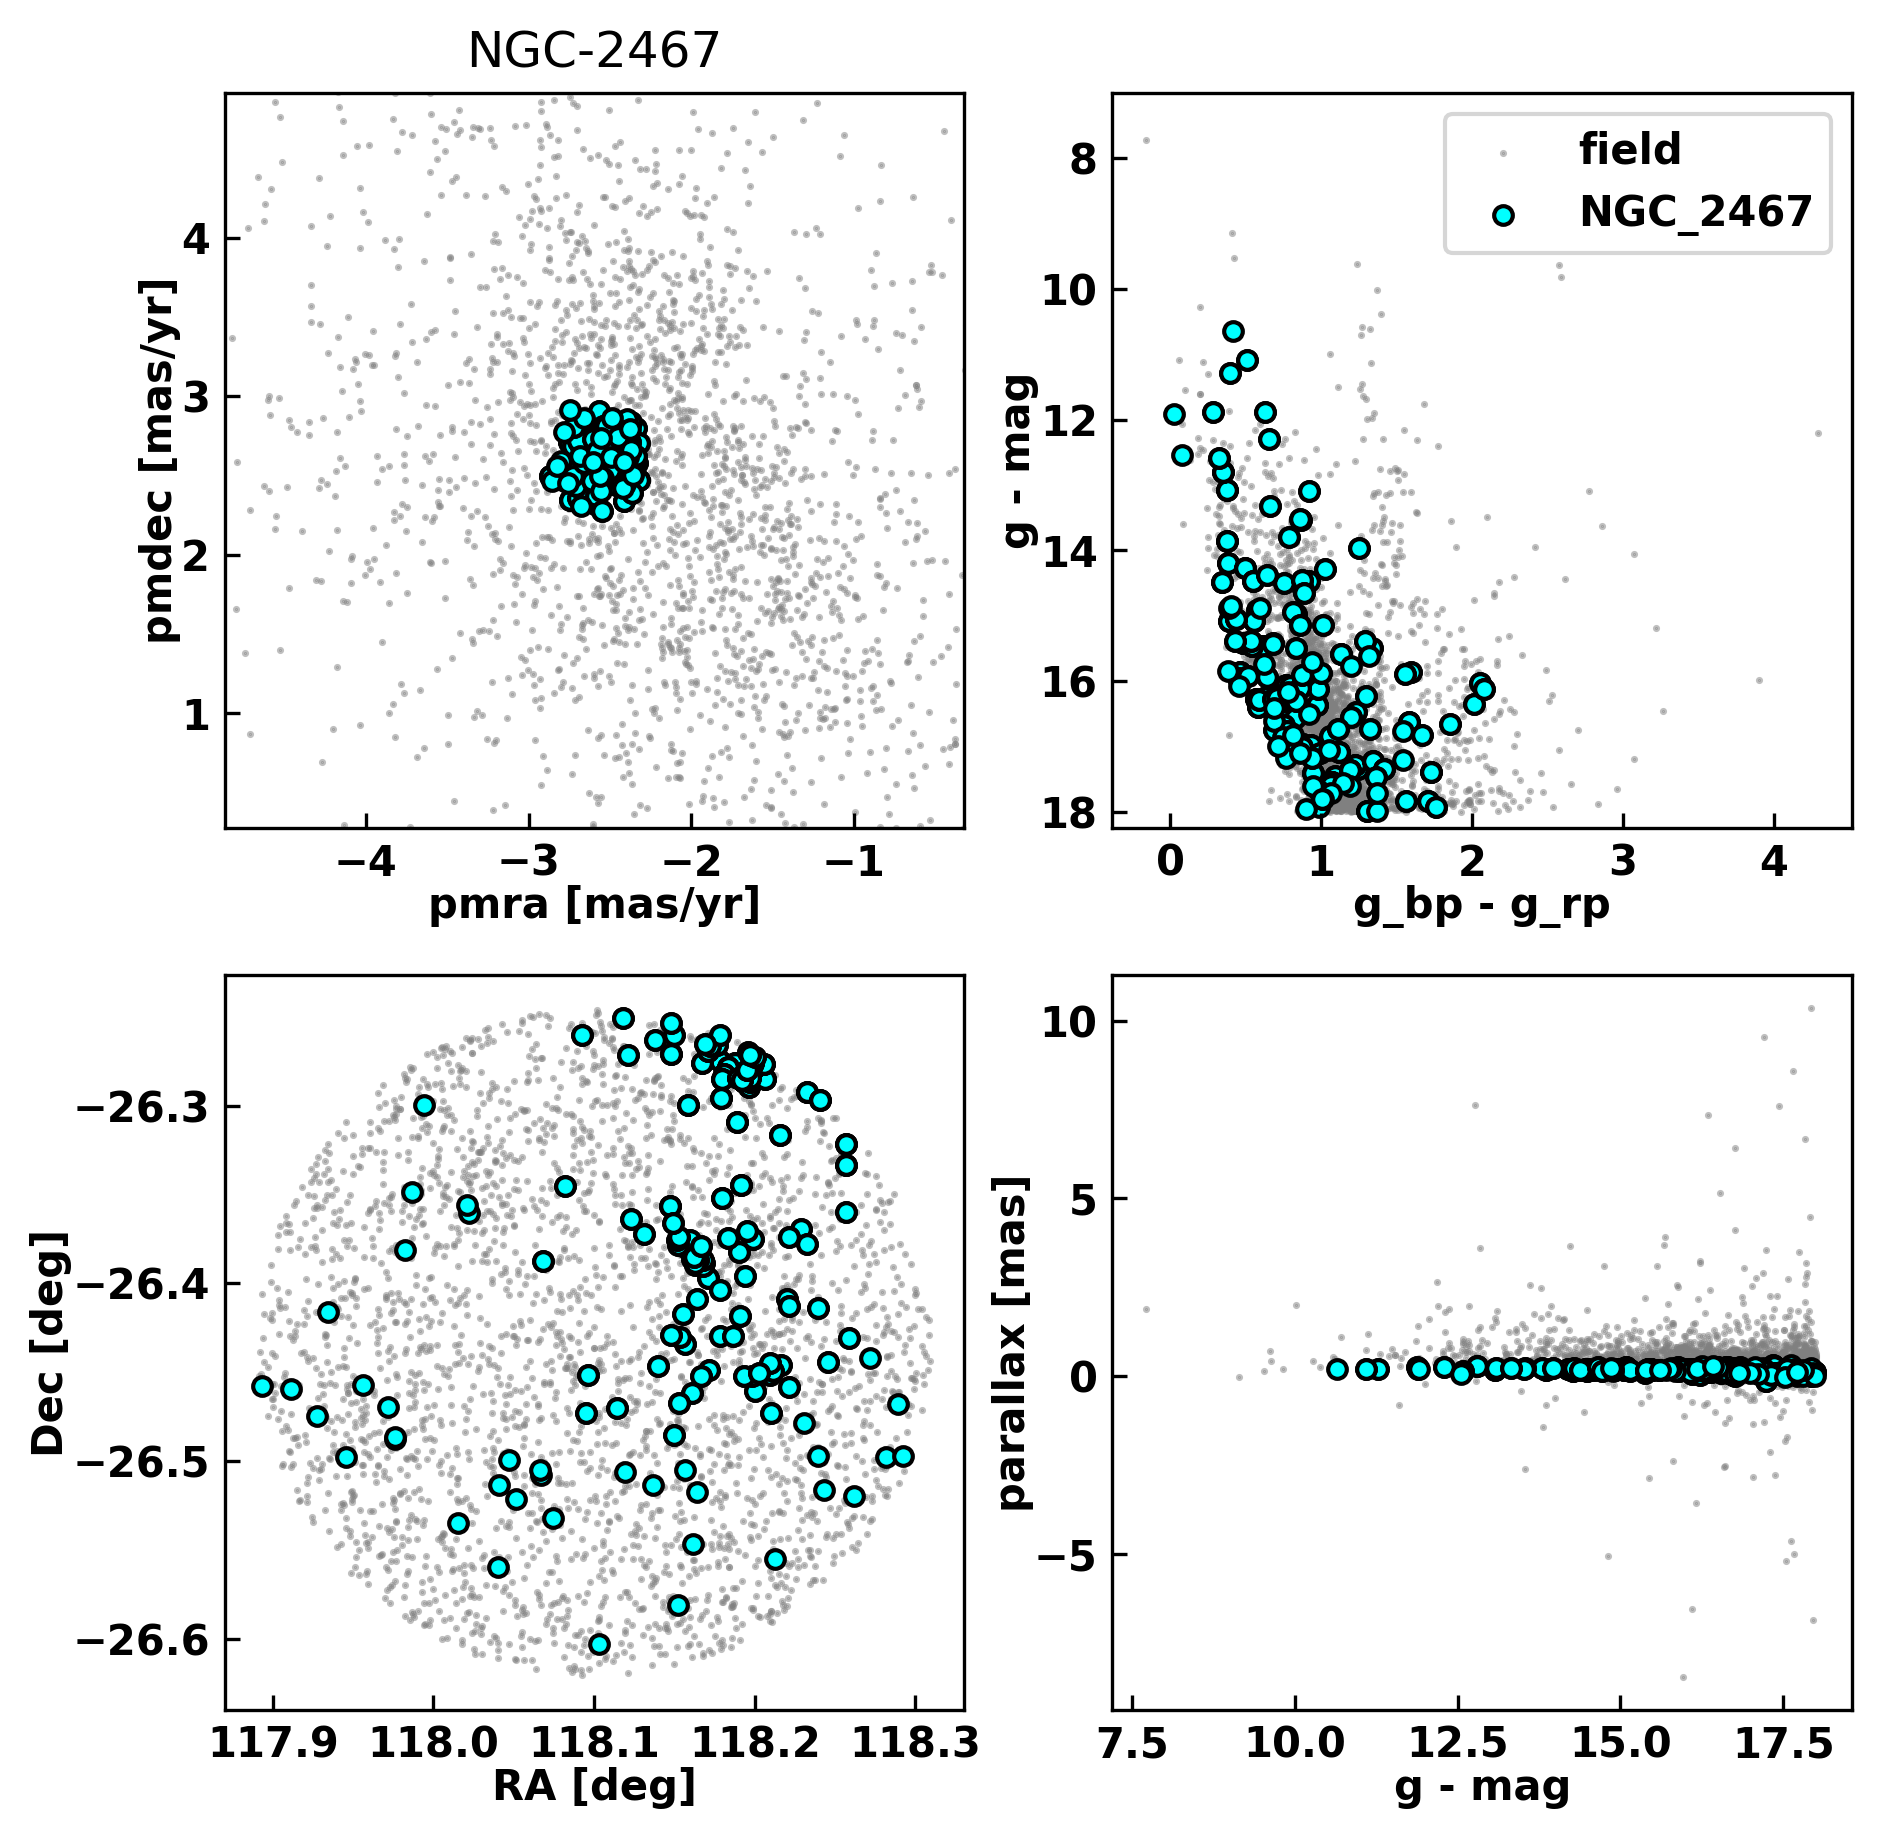 NGC-2467
4
3
2
1
pmdec [mas/yr]
−4 −3 −2 −1
pmra [mas/yr]
field
NGC_2467
8
10
12
14
16
18
g - mag
0 1 2 3 4
g_bp - g_rp
−26.3
−26.4
−26.5
−26.6
Dec [deg]
117.9 118.0 118.1 118.2 118.3
RA [deg]
10
5
0
−5
parallax [mas]
7.5 10.0 12.5 15.0 17.5
g - mag